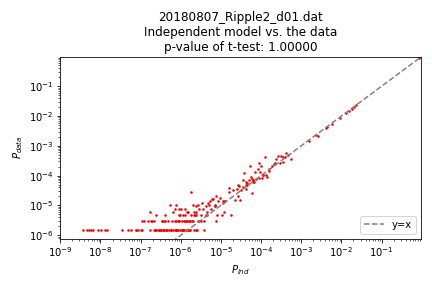 20180807_Ripple2_d01.dat
Independent model vs. the data
p-value of t-test: 1.00000
P_data
10⁻¹
10⁻²
10⁻³
10⁻⁴
10⁻⁵
10⁻⁶
y=x
10⁻⁹ 10⁻⁸ 10⁻⁷ 10⁻⁶ 10⁻⁵ 10⁻⁴ 10⁻³ 10⁻² 10⁻¹
P_ind